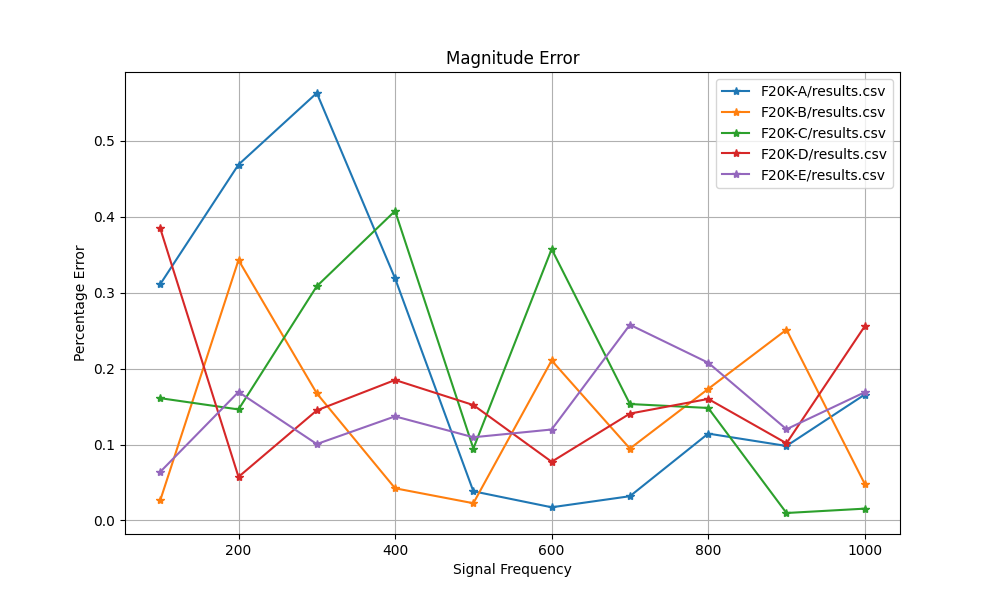 Magnitude Error
F20K-A/results.csv
F20K-B/results.csv
F20K-C/results.csv
F20K-D/results.csv
F20K-E/results.csv
Percentage Error
0.5
0.4
0.3
0.2
0.1
0.0
200 400 600 800 1000
Signal Frequency